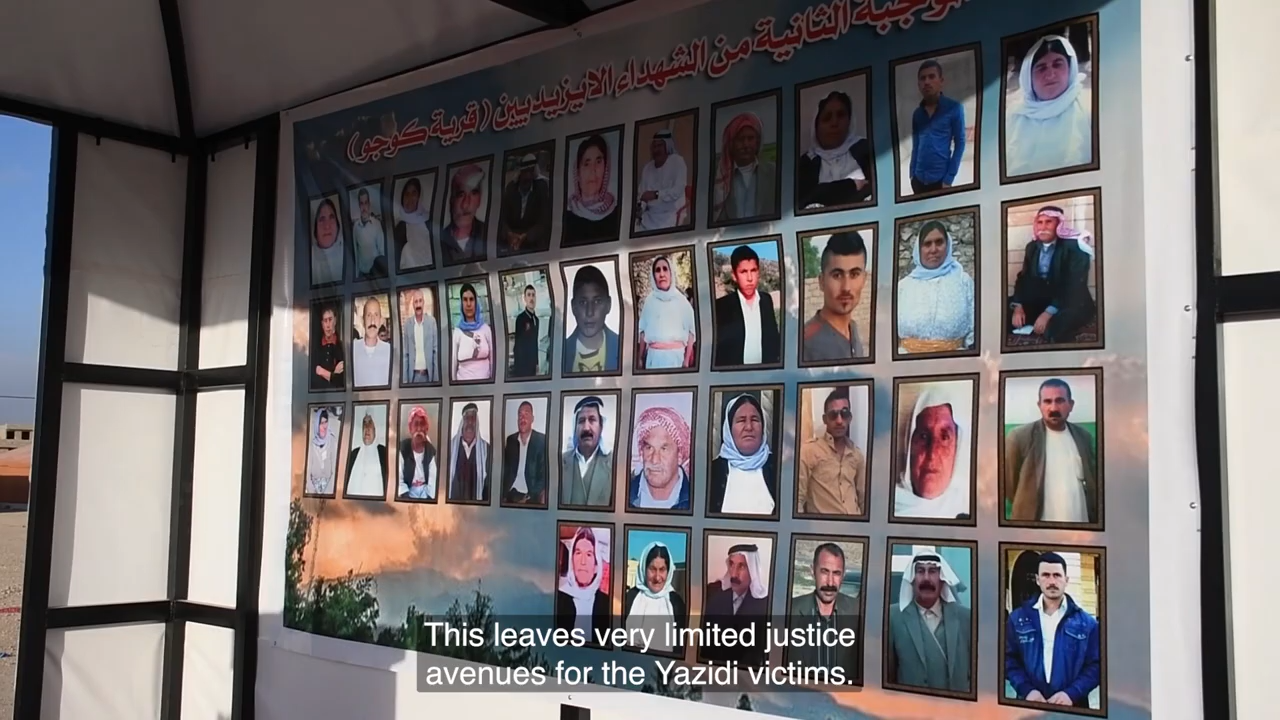 الوجبة الثانية من الشهداء الايزيديين ( قرية كوجو )
This leaves very limited justice
avenues for the Yazidi victims.